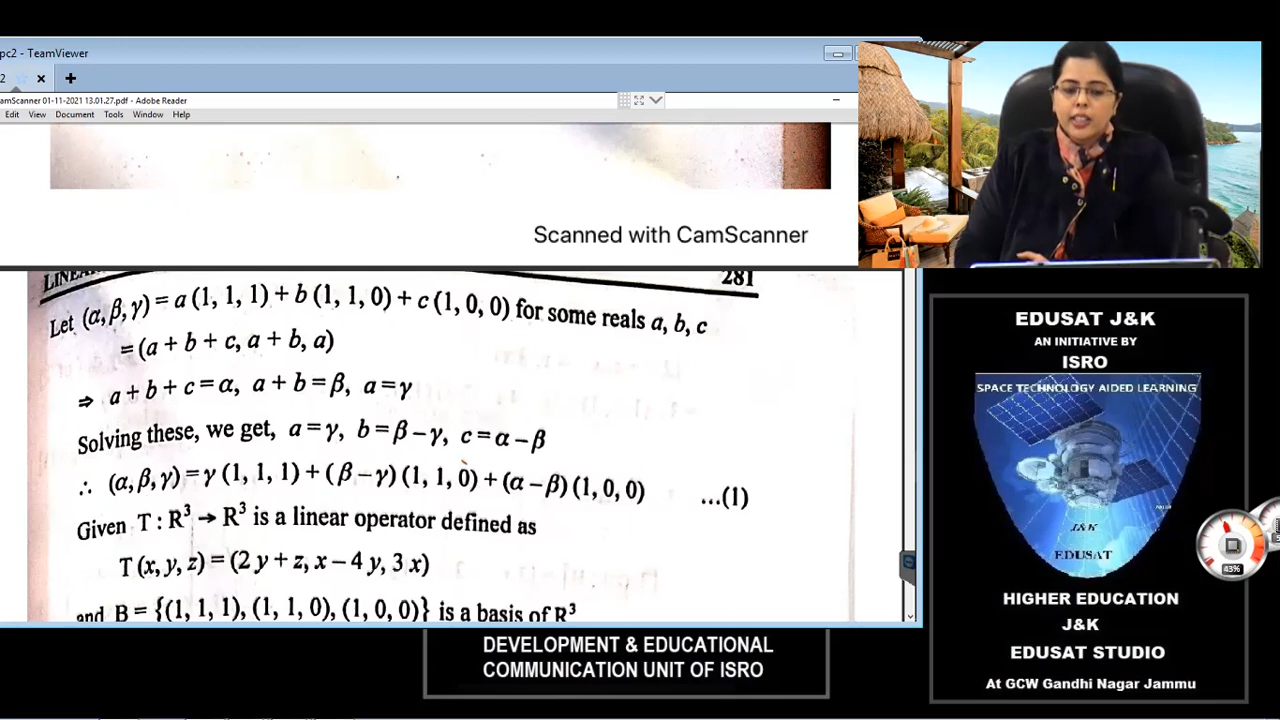 pc2 - TeamViewer
2
amScanner 01-11-2021 13.01.27.pdf - Adobe Reader
Edit View Document Tools Window Help
Scanned with CamScanner
281
Let (α, β, γ) = a (1, 1, 1) + b (1, 1, 0) + c (1, 0, 0) for some reals a, b, c
= (a + b + c, a + b, a)
⇒ a + b + c = α, a + b = β, a = γ
Solving these, we get, a = γ, b = β − γ, c = α − β
∴ (α, β, γ) = γ (1, 1, 1) + (β − γ) (1, 1, 0) + (α − β) (1, 0, 0) ...(1)
Given T : R³ → R³ is a linear operator defined as
T (x, y, z) = (2 y + z, x − 4 y, 3 x)
and B = {(1, 1, 1), (1, 1, 0), (1, 0, 0)} is a basis of R³
EDUSAT J&K
AN INITIATIVE BY
ISRO
SPACE TECHNOLOGY AIDED LEARNING
J&K
EDUSAT
43%
HIGHER EDUCATION
J&K
EDUSAT STUDIO
At GCW Gandhi Nagar Jammu
DEVELOPMENT & EDUCATIONAL
COMMUNICATION UNIT OF ISRO